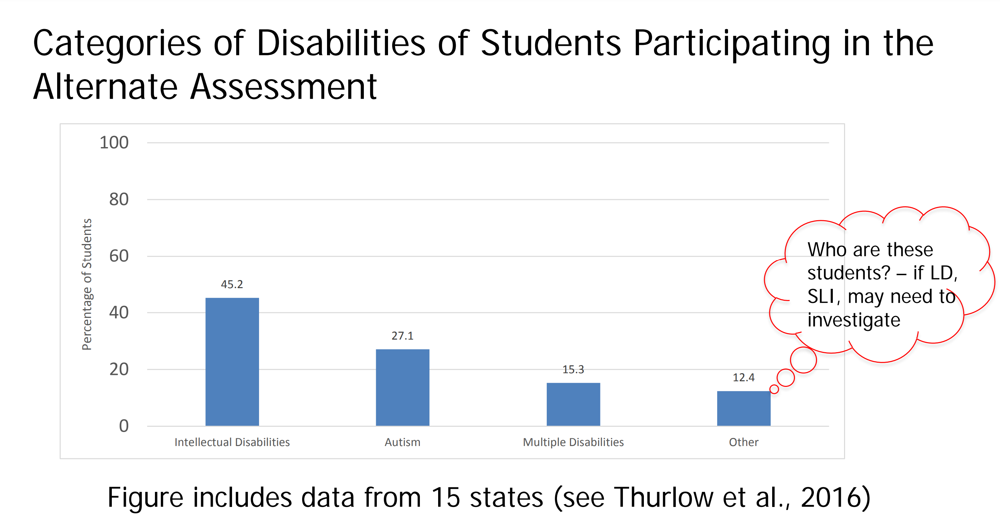 Categories of Disabilities of Students Participating in the
Alternate Assessment
100
80
60
40
20
0
Percentage of Students
45.2
27.1
15.3
12.4
Intellectual Disabilities
Autism
Multiple Disabilities
Other
Who are these
students? – if LD,
SLI, may need to
investigate
Figure includes data from 15 states (see Thurlow et al., 2016)